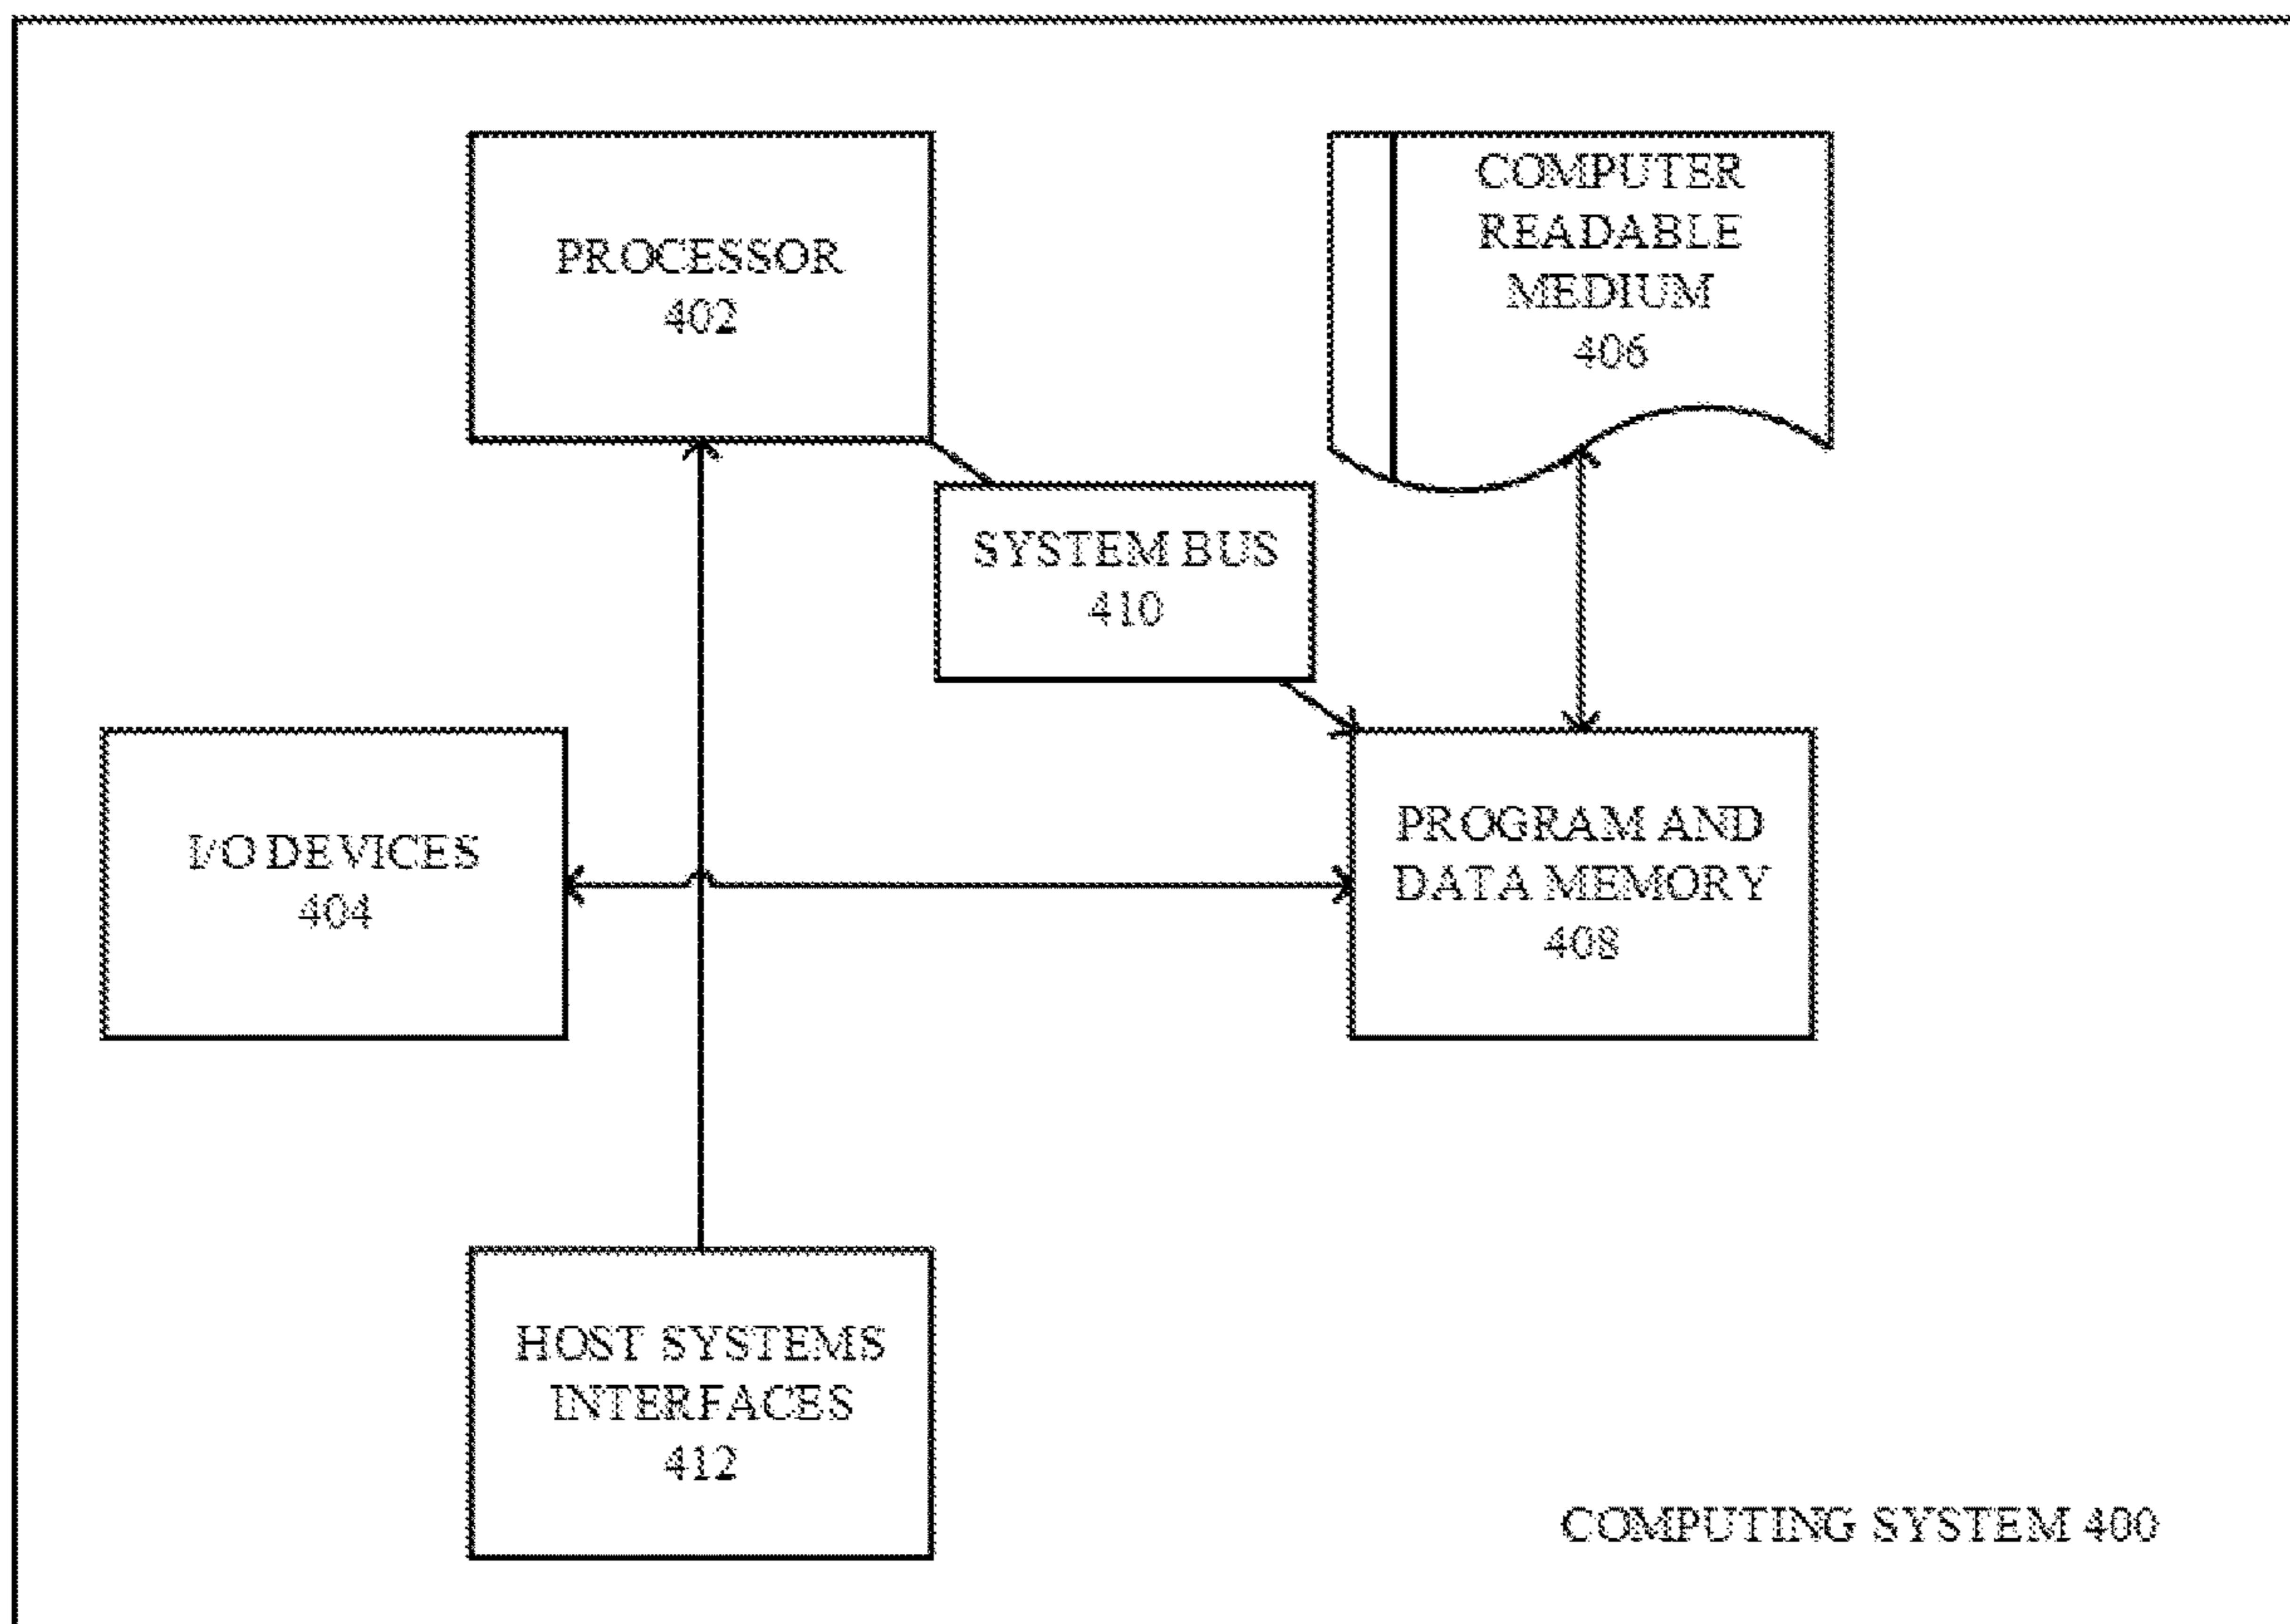 PROCESSOR
402
COMPUTER
READABLE
MEDIUM
406
SYSTEM BUS
410
I/O DEVICES
404
PROGRAM AND
DATA MEMORY
408
HOST SYSTEMS
INTERFACES
412
COMPUTING SYSTEM 400